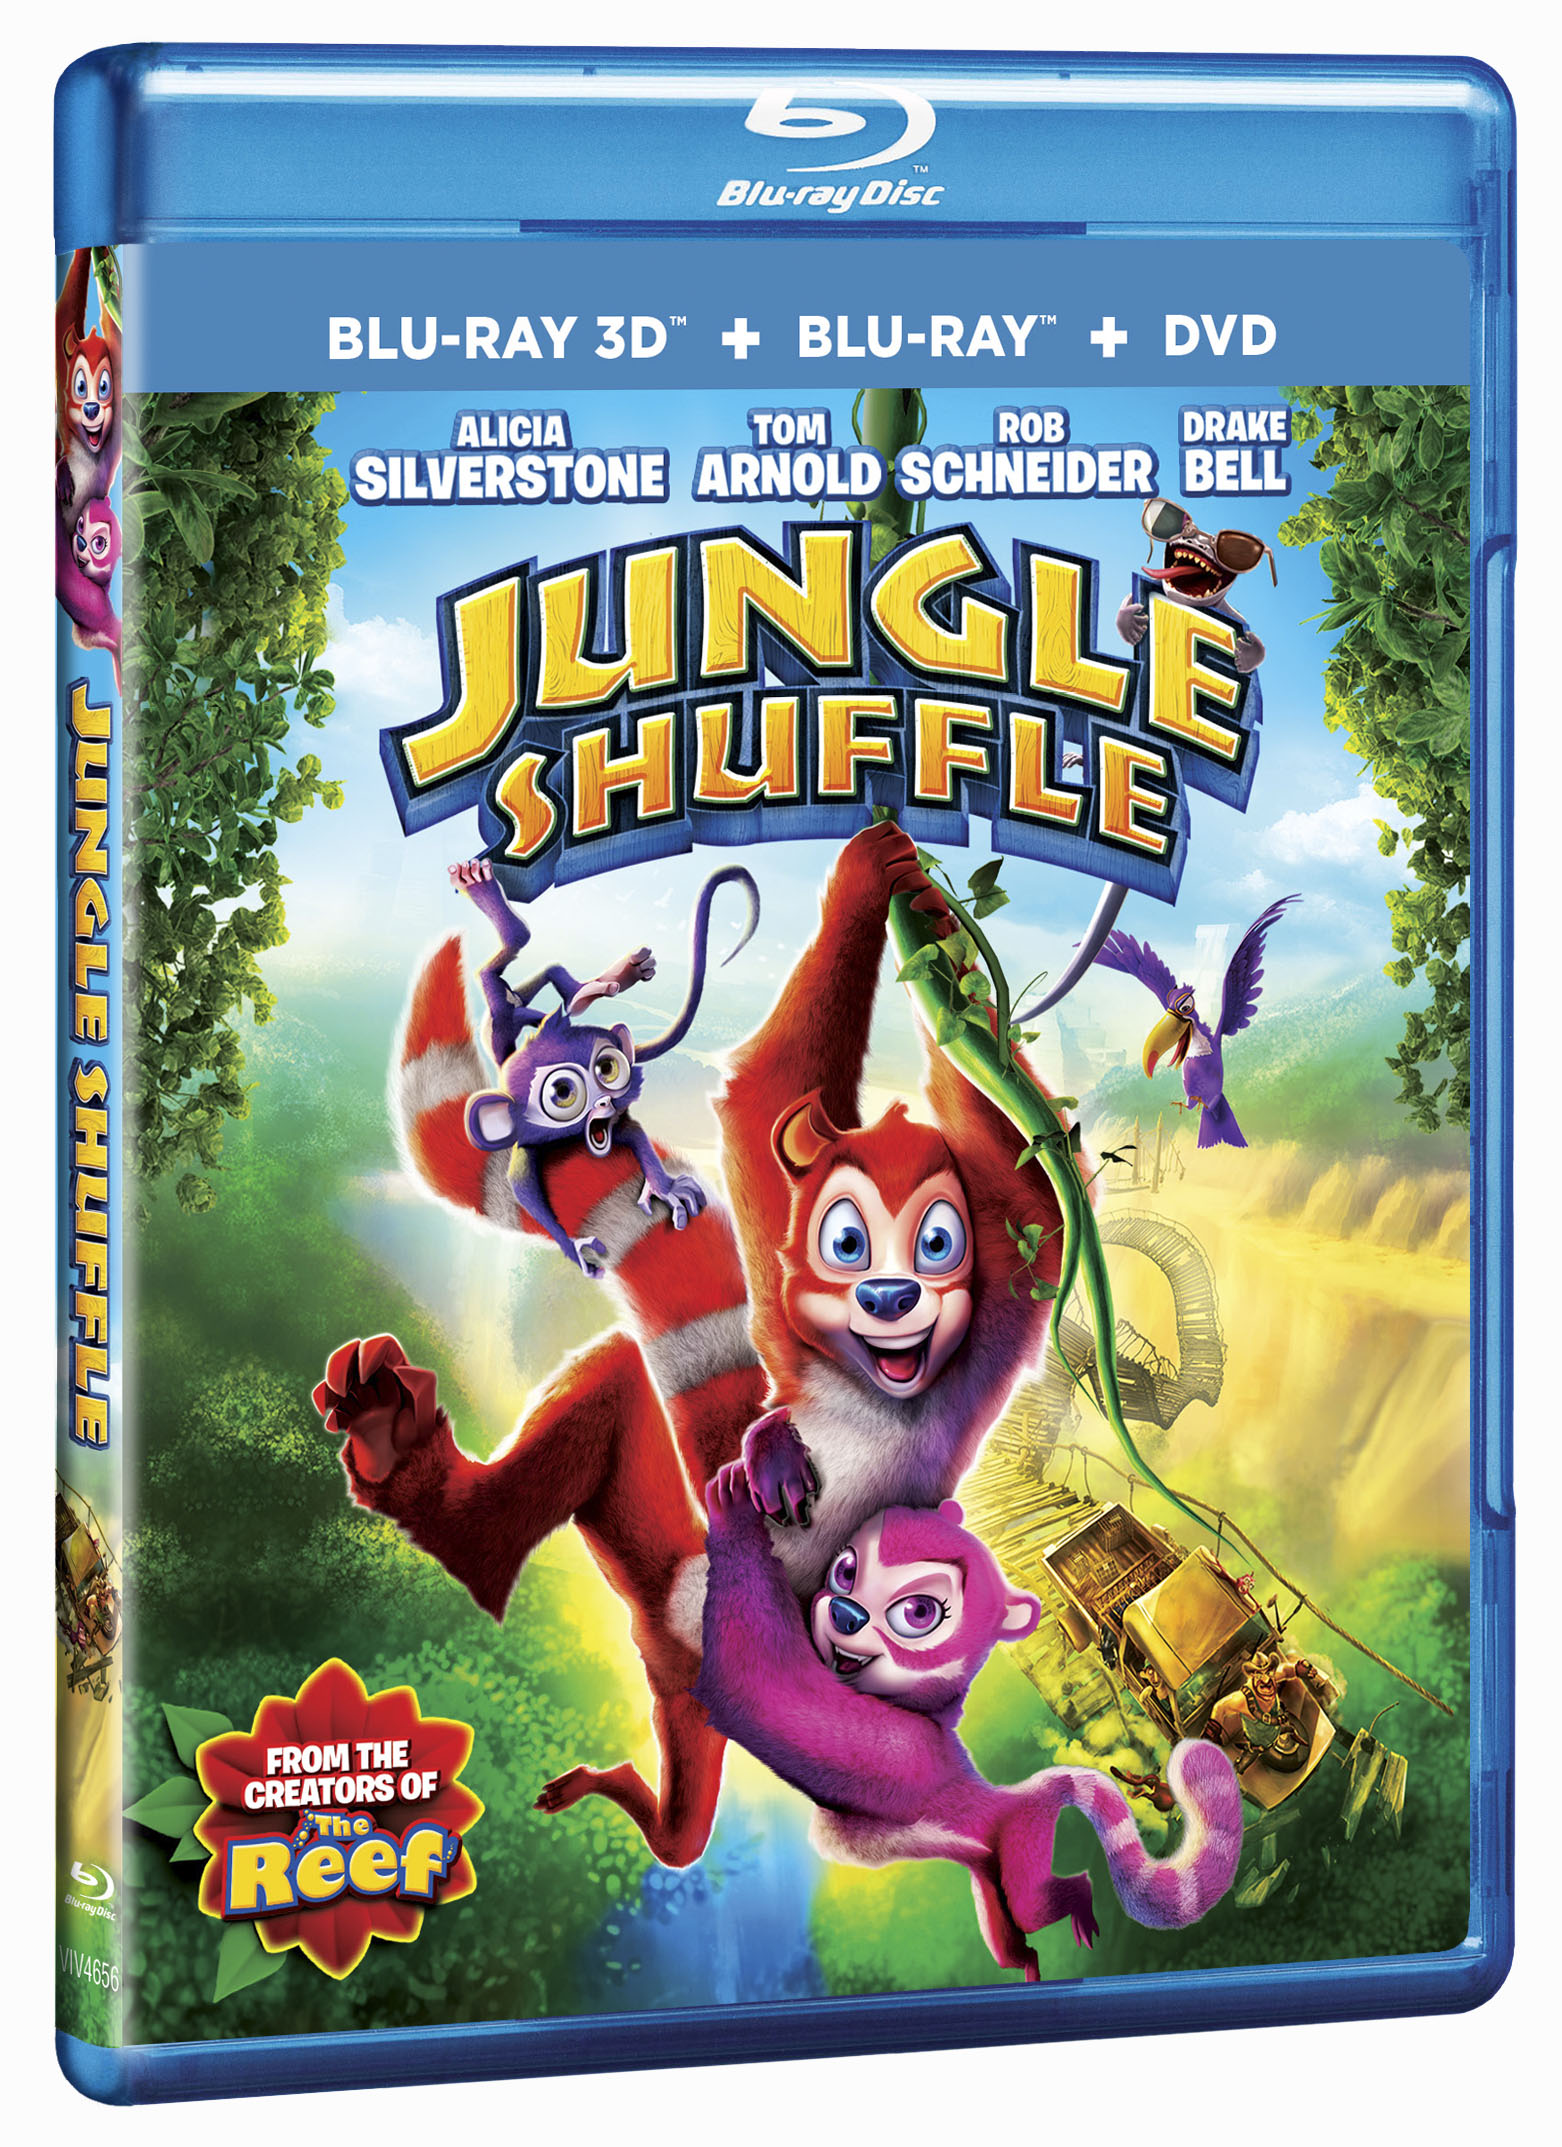 Blu-ray Disc™
BLU-RAY 3D™ + BLU-RAY™ + DVD
ALICIA SILVERSTONE
TOM ARNOLD
ROB SCHNEIDER
DRAKE BELL
JUNGLE
SHUFFLE
FROM THE
CREATORS OF
The
Reef
JUNGLE SHUFFLE
Blu-ray Disc
VIV4656